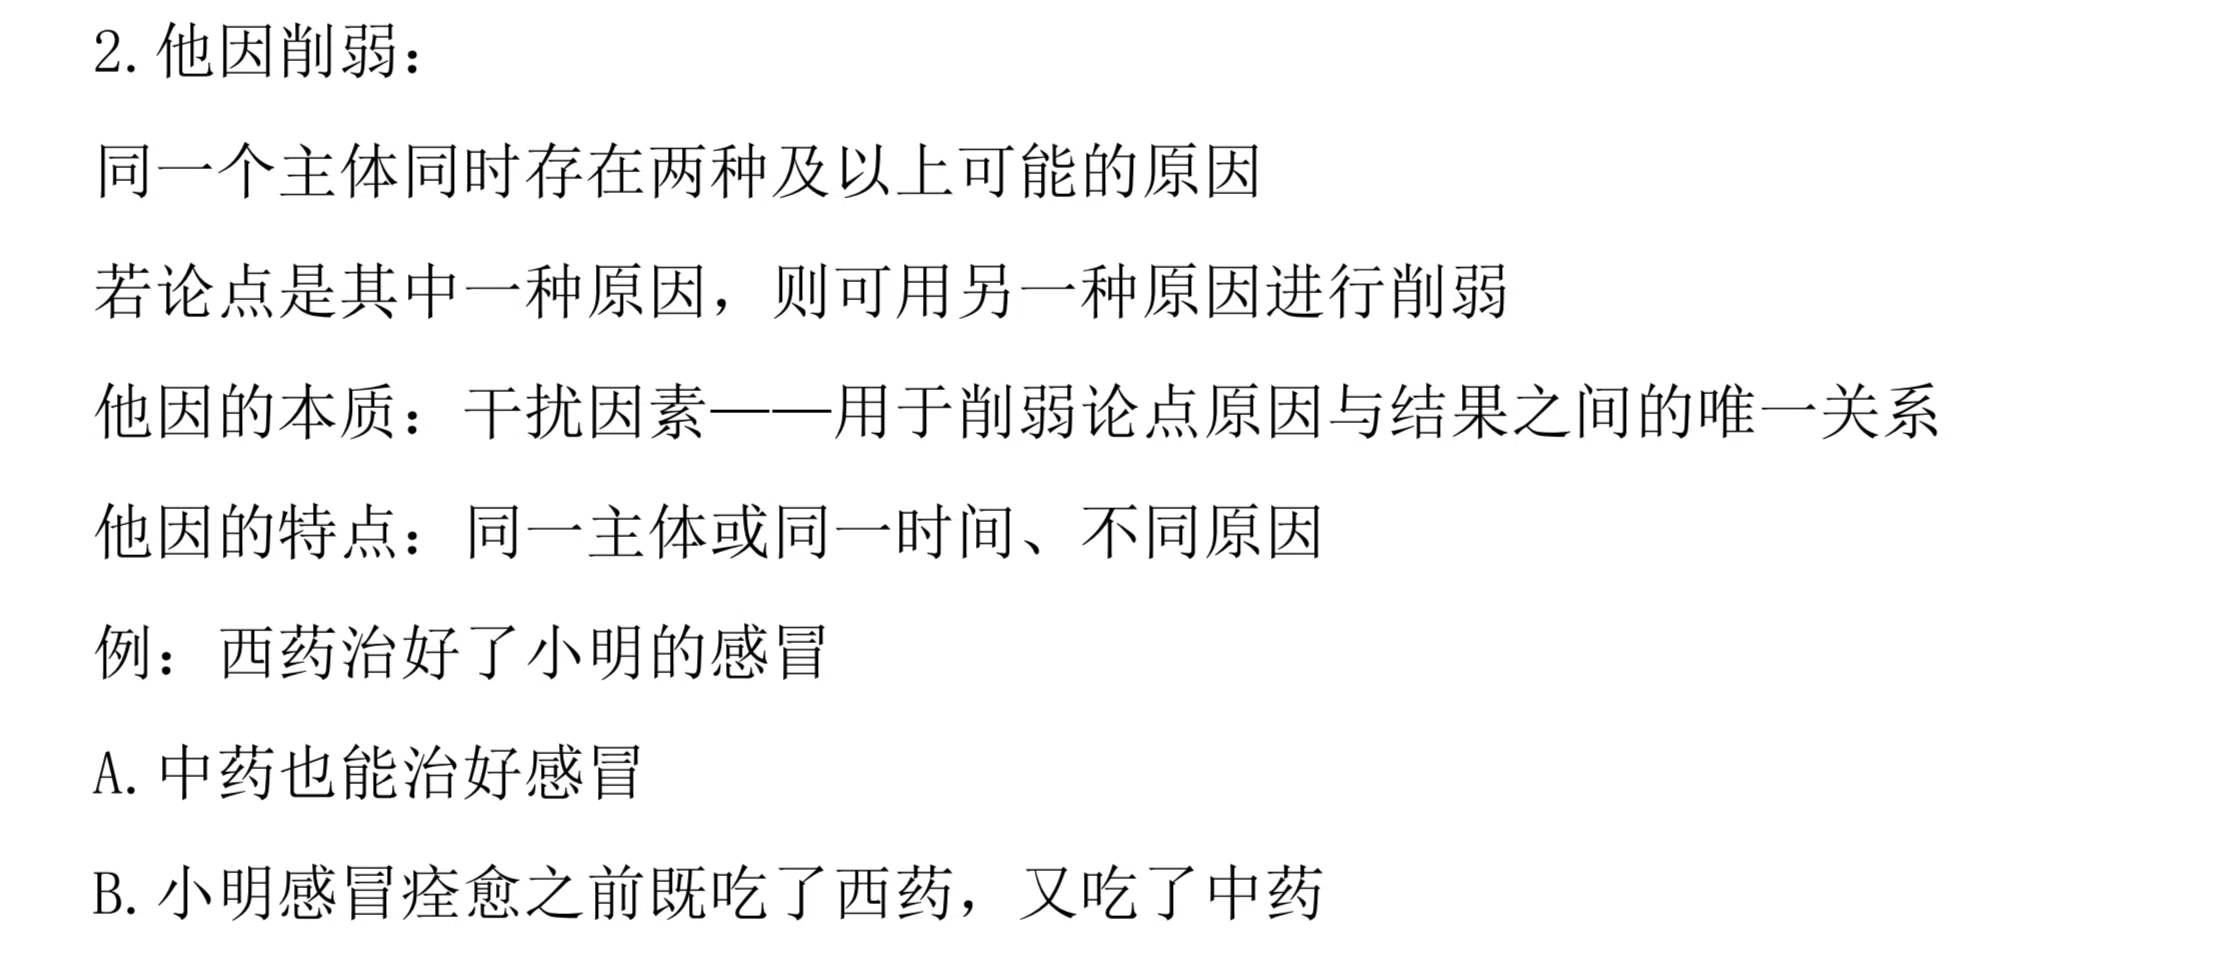 2. 他因削弱：
同一个主体同时存在两种及以上可能的原因
若论点是其中一种原因，则可用另一种原因进行削弱
他因的本质：干扰因素——用于削弱论点原因与结果之间的唯一关系
他因的特点：同一主体或同一时间、不同原因
例：西药治好了小明的感冒
A. 中药也能治好感冒
B. 小明感冒痊愈之前既吃了西药，又吃了中药